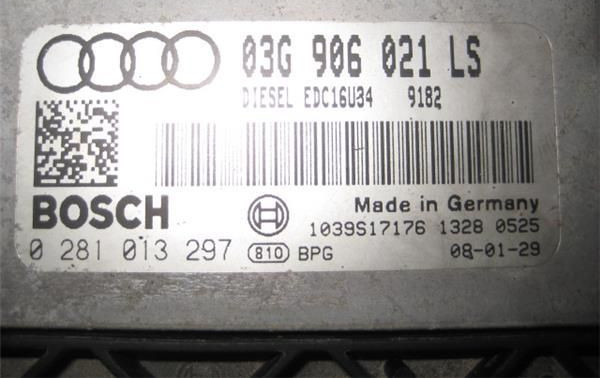 03G 906 021 LS
DIESEL EDC16U34 9182
BOSCH
Made in Germany
1039S17176 1328 0525
0 281 013 297 810 BPG 08-01-29